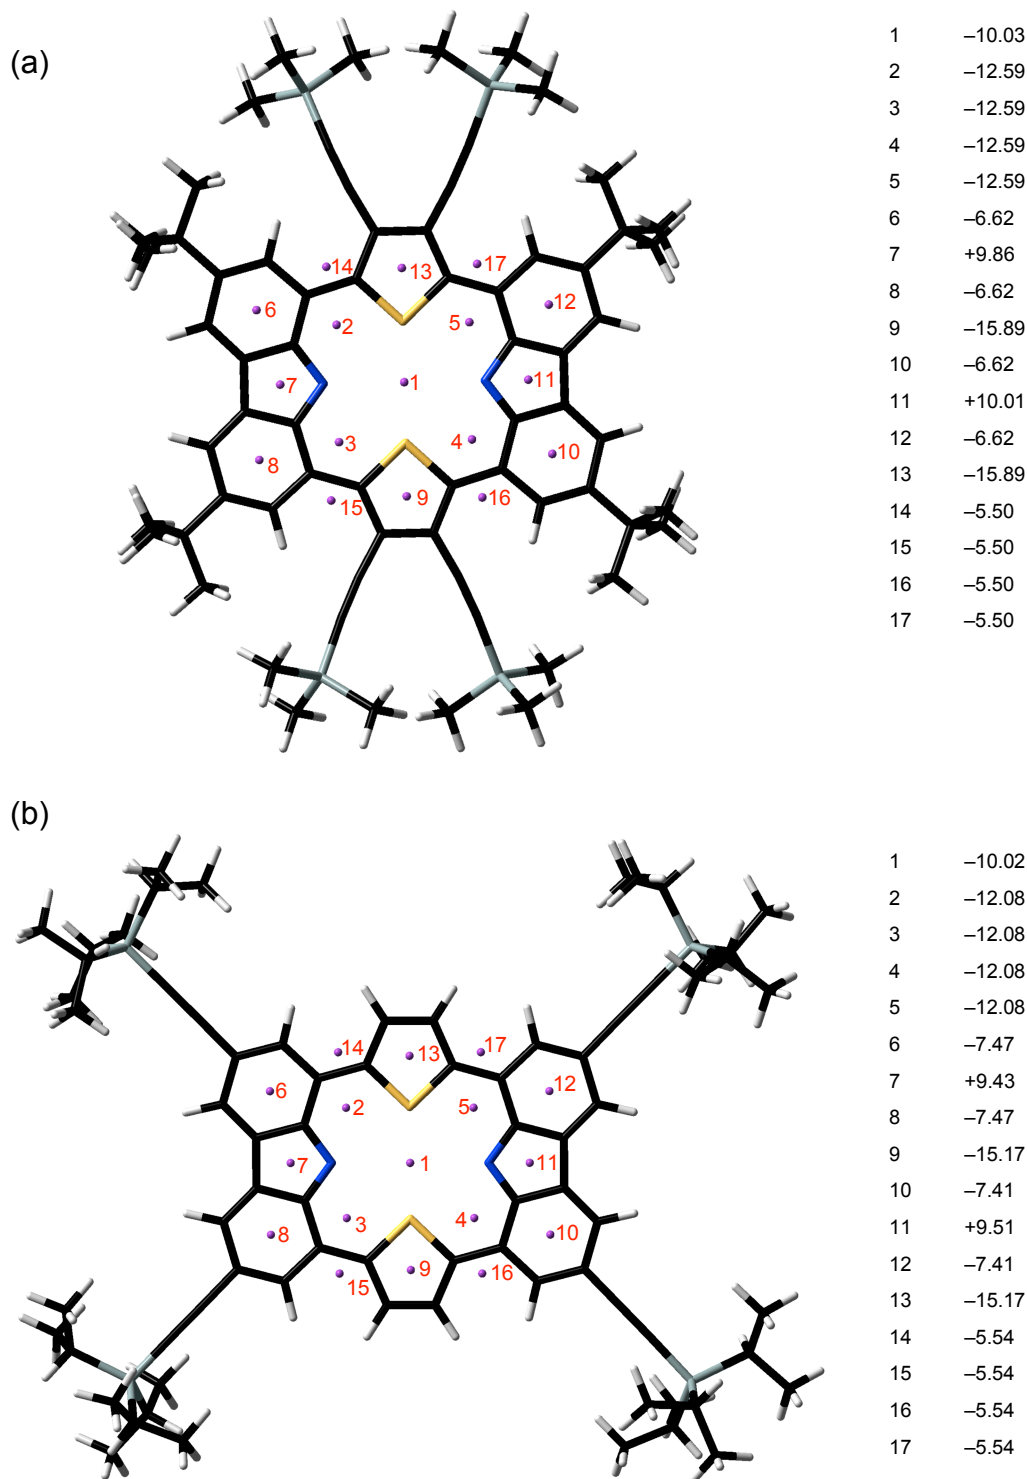 (a)
1 –10.03
2 –12.59
3 –12.59
4 –12.59
5 –12.59
6 –6.62
7 +9.86
8 –6.62
9 –15.89
10 –6.62
11 +10.01
12 –6.62
13 –15.89
14 –5.50
15 –5.50
16 –5.50
17 –5.50
14 13 17
6 2 5 12
7 1 11
8 3 4 10
15 9 16
(b)
1 –10.02
2 –12.08
3 –12.08
4 –12.08
5 –12.08
6 –7.47
7 +9.43
8 –7.47
9 –15.17
10 –7.41
11 +9.51
12 –7.41
13 –15.17
14 –5.54
15 –5.54
16 –5.54
17 –5.54
14 13 17
6 2 5 12
7 1 11
8 3 4 10
15 9 16